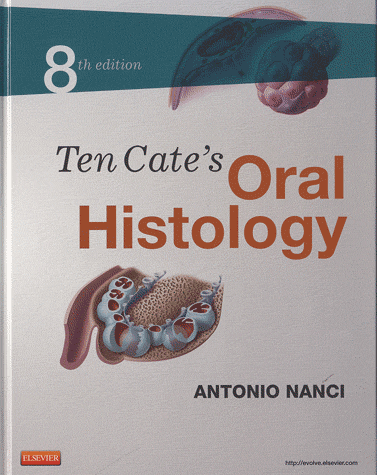 8th edition
Ten Cate's
Oral
Histology
ANTONIO NANCI
ELSEVIER
http://evolve.elsevier.com